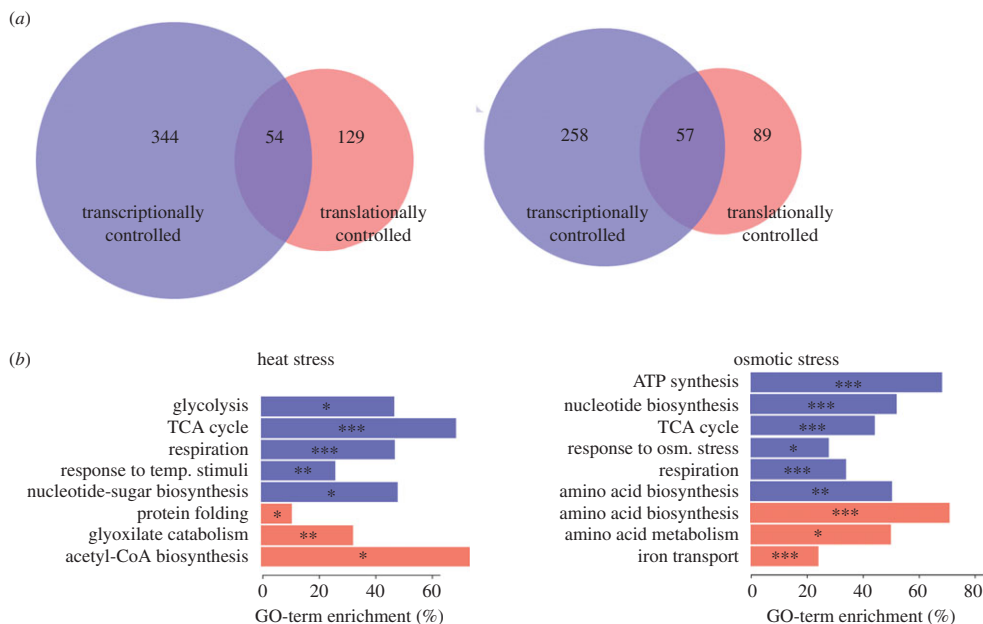 (a)
344
54
129
transcriptionally
controlled
translationally
controlled
258
57
89
transcriptionally
controlled
translationally
controlled
(b)
heat stress
glycolysis
*
TCA cycle
***
respiration
***
response to temp. stimuli
**
nucleotide-sugar biosynthesis
*
protein folding
*
glyoxilate catabolism
**
acetyl-CoA biosynthesis
*
0 20 40 60
GO-term enrichment (%)
osmotic stress
ATP synthesis
***
nucleotide biosynthesis
***
TCA cycle
***
response to osm. stress
*
respiration
***
amino acid biosynthesis
**
amino acid biosynthesis
***
amino acid metabolism
*
iron transport
***
0 20 40 60 80
GO-term enrichment (%)